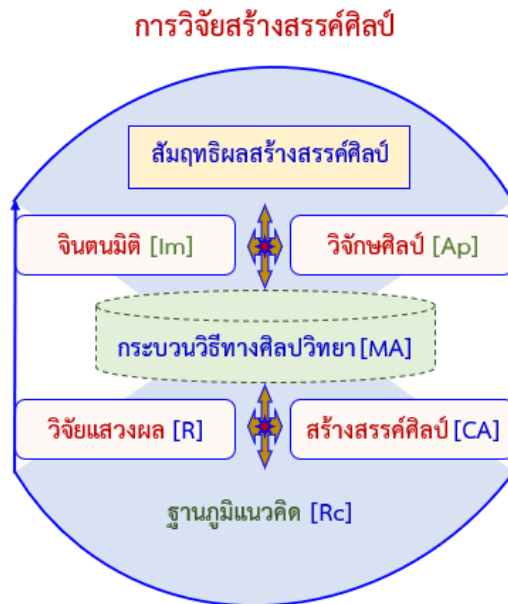 การวิจัยสร้างสรรค์ศิลป์
สัมฤทธิผลสร้างสรรค์ศิลป์
จินตนมิติ [Im]
วิจักษศิลป์ [Ap]
กระบวนวิธีทางศิลปวิทยา [MA]
วิจัยแสวงผล [R]
สร้างสรรค์ศิลป์ [CA]
ฐานภูมิแนวคิด [Rc]